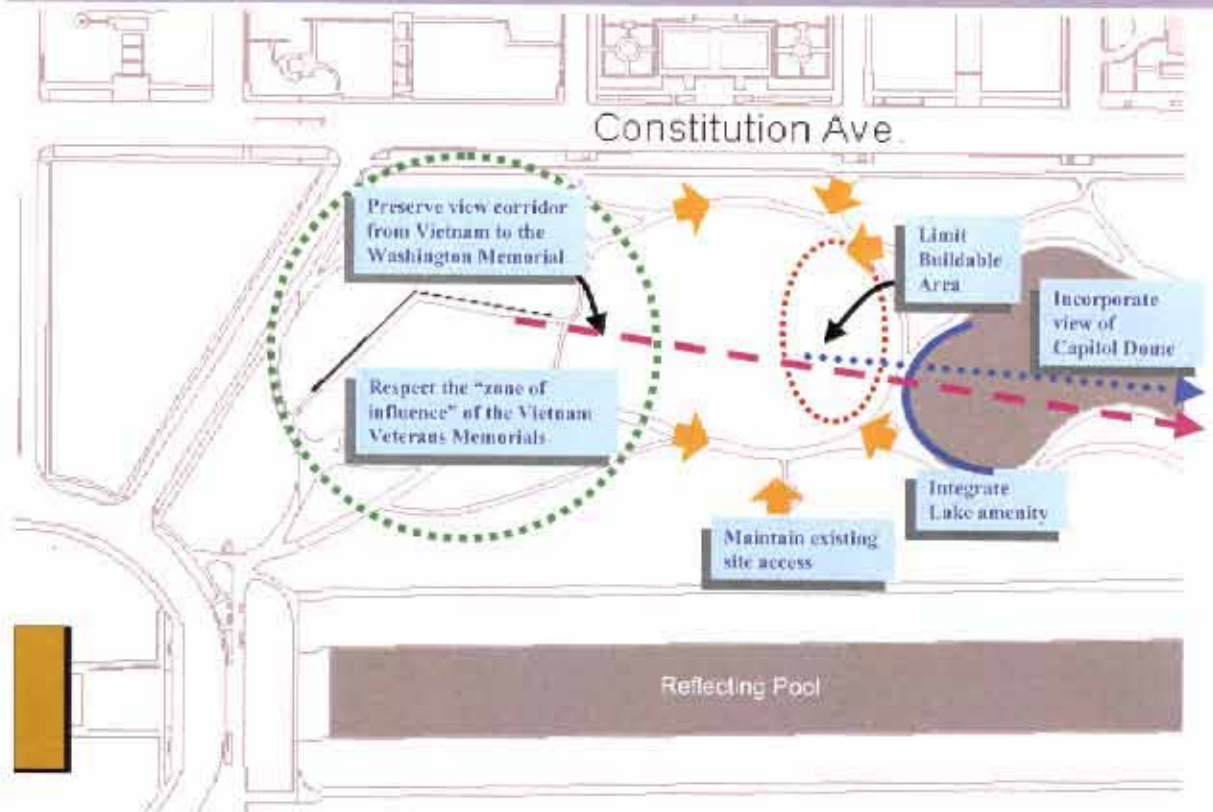 Constitution Ave.
Preserve view corridor
from Vietnam to the
Washington Memorial
Limit
Buildable
Area
Incorporate
view of
Capitol Dome
Respect the “zone of
influence” of the Vietnam
Veterans Memorials
Integrate
Lake amenity
Maintain existing
site access
Reflecting Pool